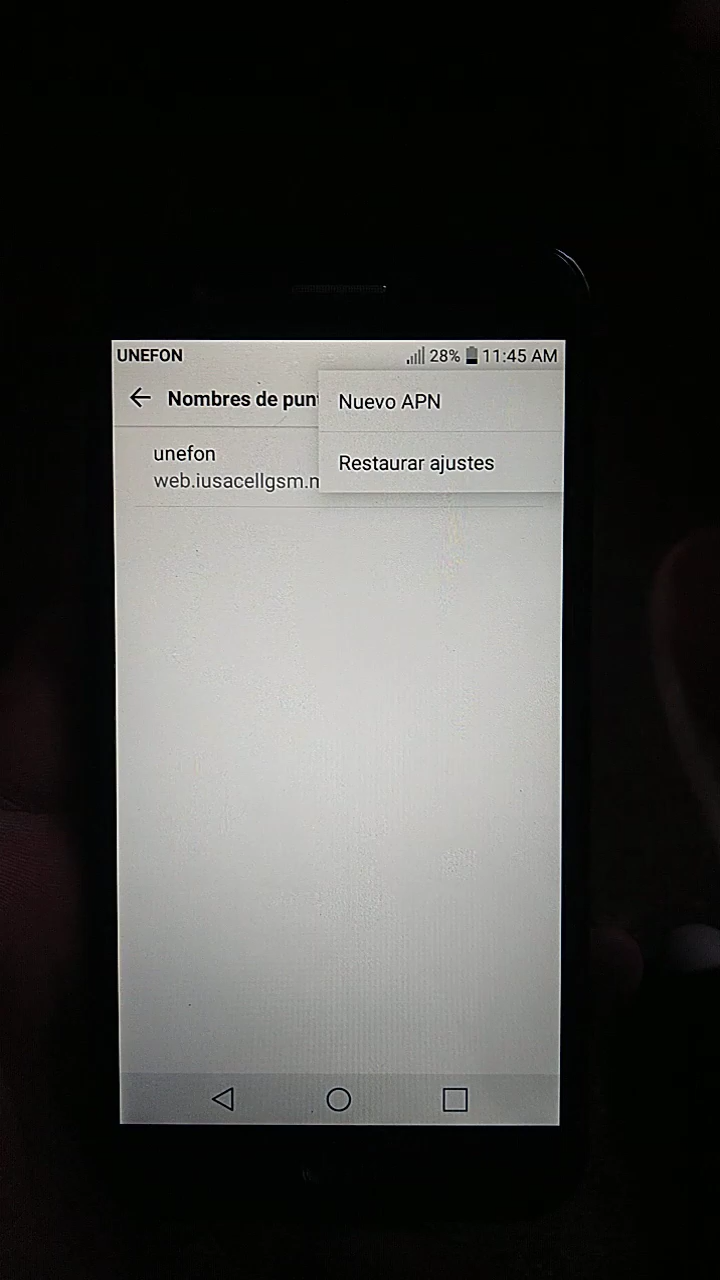 UNEFON 28% 11:45 AM
Nombres de pun
Nuevo APN
unefon
web.iusacellgsm.m
Restaurar ajustes